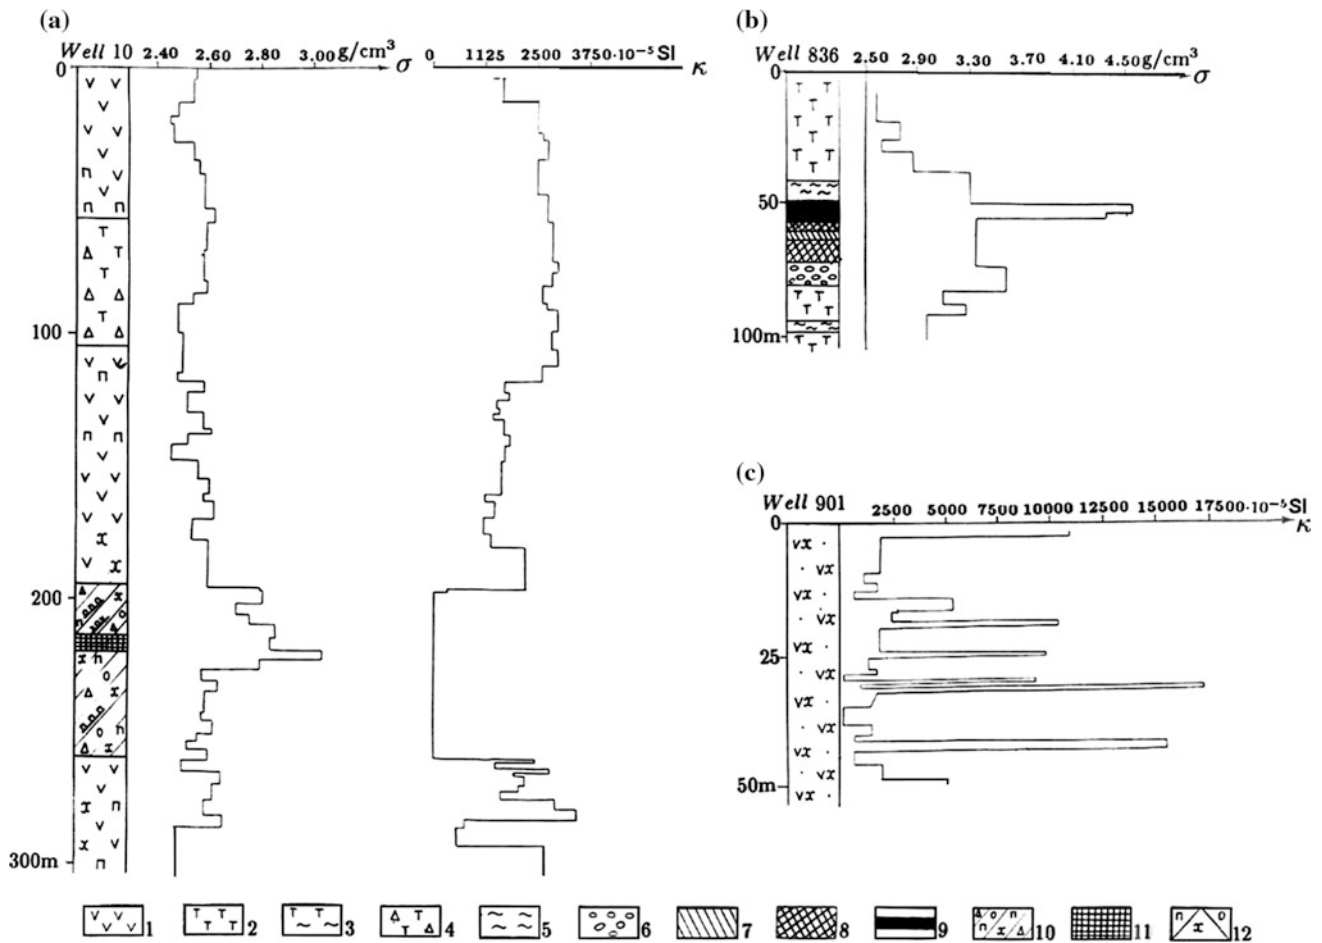 (a)
Well 10 2.40 2.60 2.80 3.00 g/cm³ σ
0 1125 2500 3750·10⁻⁵ SI κ
0
100
200
300m
(b)
Well 836 2.50 2.90 3.30 3.70 4.10 4.50 g/cm³ σ
0
50
100m
(c)
Well 901 2500 5000 7500 10000 12500 15000 17500·10⁻⁵ SI κ
0
25
50m
1 2 3 4 5 6 7 8 9 10 11 12